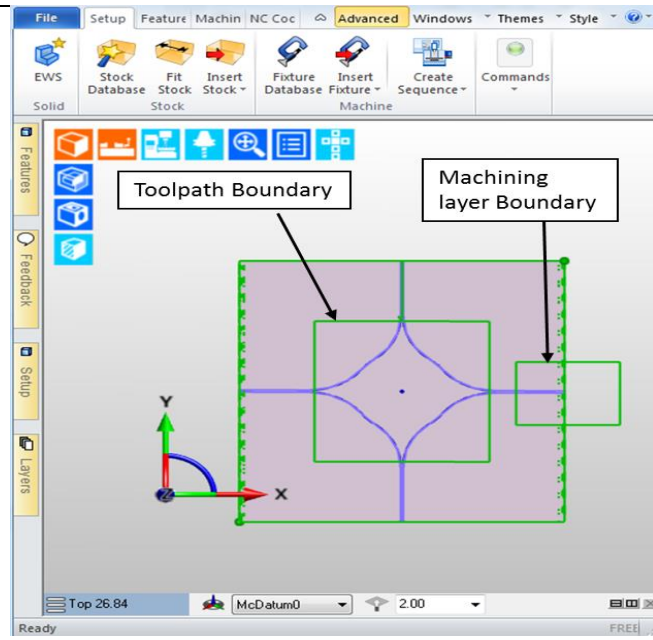 File Setup Feature Machin NC Coc Advanced Windows Themes Style
EWS Stock Database Fit Stock Insert Stock Fixture Database Insert Fixture Create Sequence Commands
Solid Stock Machine
Features
Feedback
Setup
Layers
Toolpath Boundary
Machining layer Boundary
Y
Z
X
Top 26.84 McDatum0 2.00
Ready FREE